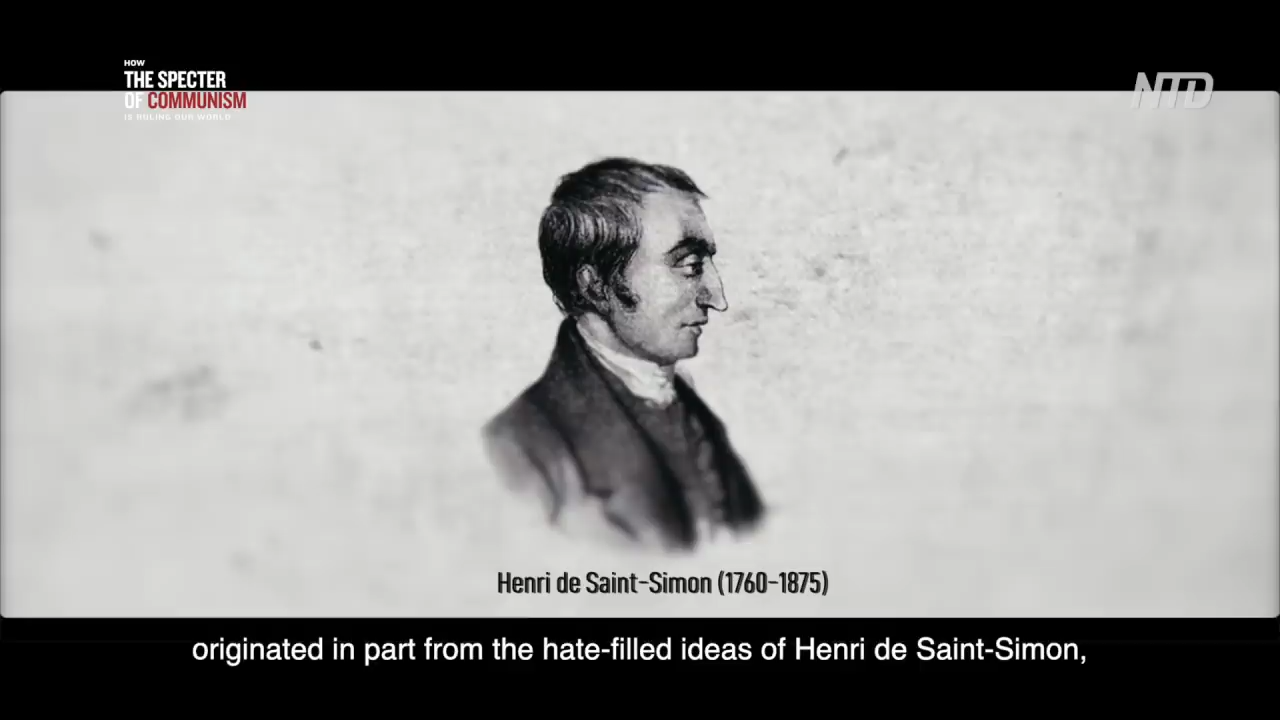 HOW
THE SPECTER
OF COMMUNISM
IS RULING OUR WORLD
NTD
Henri de Saint-Simon (1760-1875)
originated in part from the hate-filled ideas of Henri de Saint-Simon,